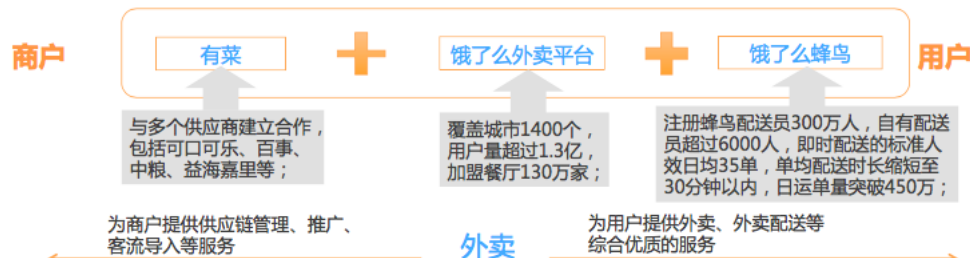 商户
有菜
饿了么外卖平台
饿了么蜂鸟
用户
与多个供应商建立合作，
包括可口可乐、百事、
中粮、益海嘉里等；
覆盖城市1400个，
用户量超过1.3亿，
加盟餐厅130万家；
注册蜂鸟配送员300万人，自有配送
员超过6000人，即时配送的标准人
效日均35单，单均配送时长缩短至
30分钟以内，日运单量突破450万；
为商户提供供应链管理、推广、
客流导入等服务
外卖
为用户提供外卖、外卖配送等
综合优质的服务